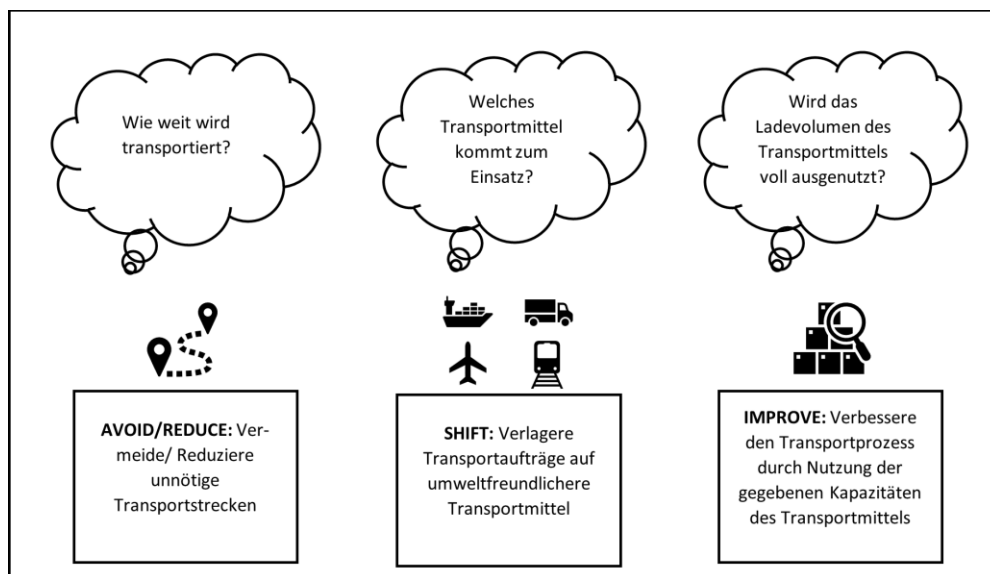 Wie weit wird
transportiert?
Welches
Transportmittel
kommt zum
Einsatz?
Wird das
Ladevolumen des
Transportmittels
voll ausgenutzt?
AVOID/REDUCE: Ver-
meide/ Reduziere
unnötige
Transportstrecken
SHIFT: Verlagere
Transportaufträge auf
umweltfreundlichere
Transportmittel
IMPROVE: Verbessere
den Transportprozess
durch Nutzung der
gegebenen Kapazitäten
des Transportmittels